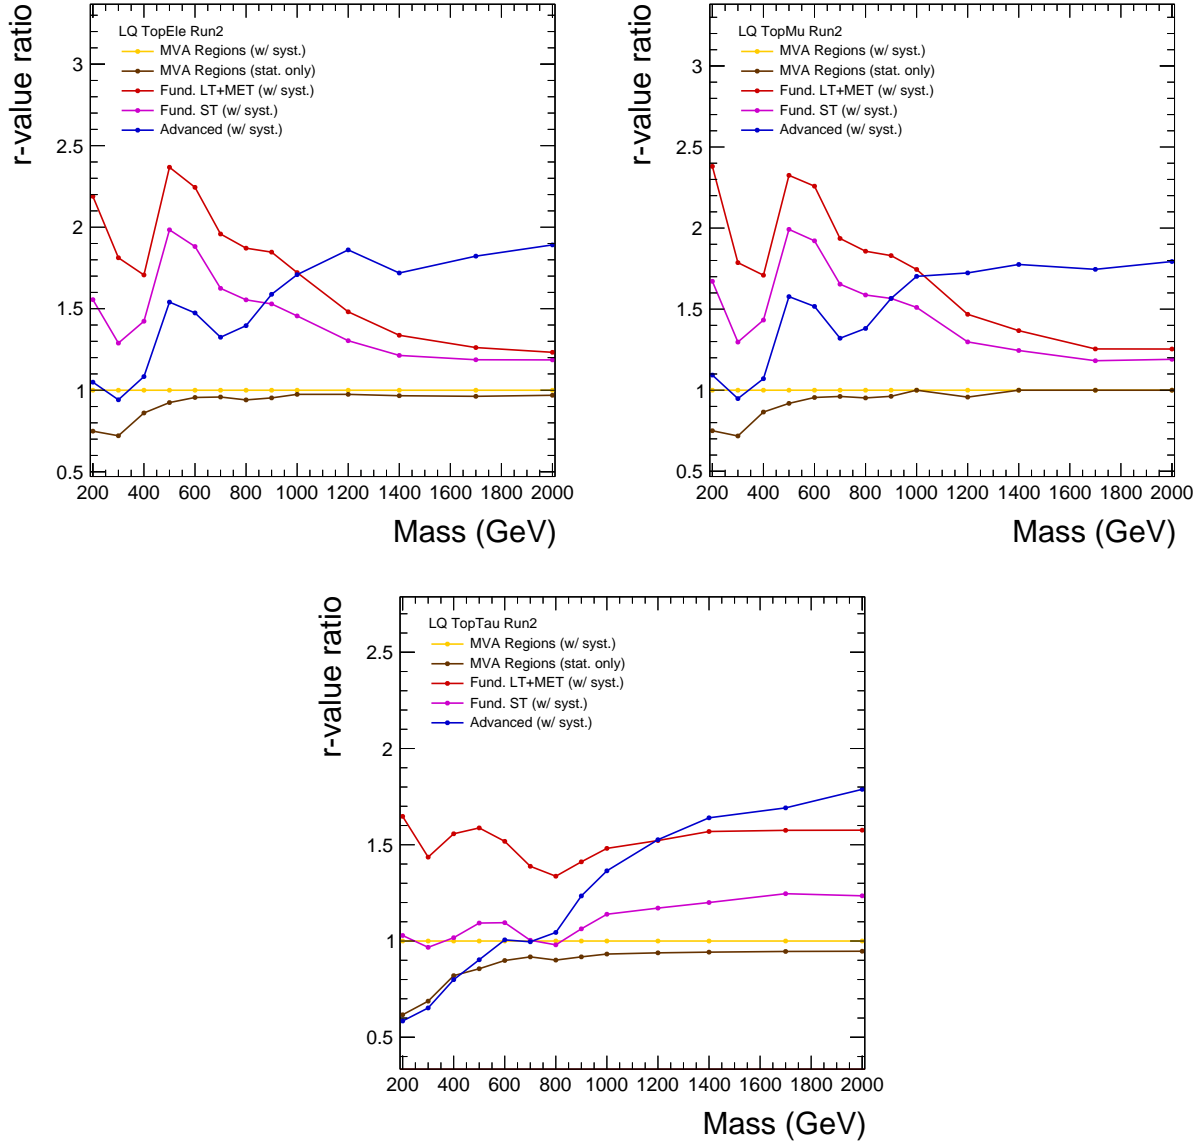 r-value ratio
LQ TopEle Run2
MVA Regions (w/ syst.)
MVA Regions (stat. only)
Fund. LT+MET (w/ syst.)
Fund. ST (w/ syst.)
Advanced (w/ syst.)
3
2.5
2
1.5
1
0.5
200 400 600 800 1000 1200 1400 1600 1800 2000
Mass (GeV)
r-value ratio
LQ TopMu Run2
MVA Regions (w/ syst.)
MVA Regions (stat. only)
Fund. LT+MET (w/ syst.)
Fund. ST (w/ syst.)
Advanced (w/ syst.)
3
2.5
2
1.5
1
0.5
200 400 600 800 1000 1200 1400 1600 1800 2000
Mass (GeV)
r-value ratio
LQ TopTau Run2
MVA Regions (w/ syst.)
MVA Regions (stat. only)
Fund. LT+MET (w/ syst.)
Fund. ST (w/ syst.)
Advanced (w/ syst.)
2.5
2
1.5
1
0.5
200 400 600 800 1000 1200 1400 1600 1800 2000
Mass (GeV)